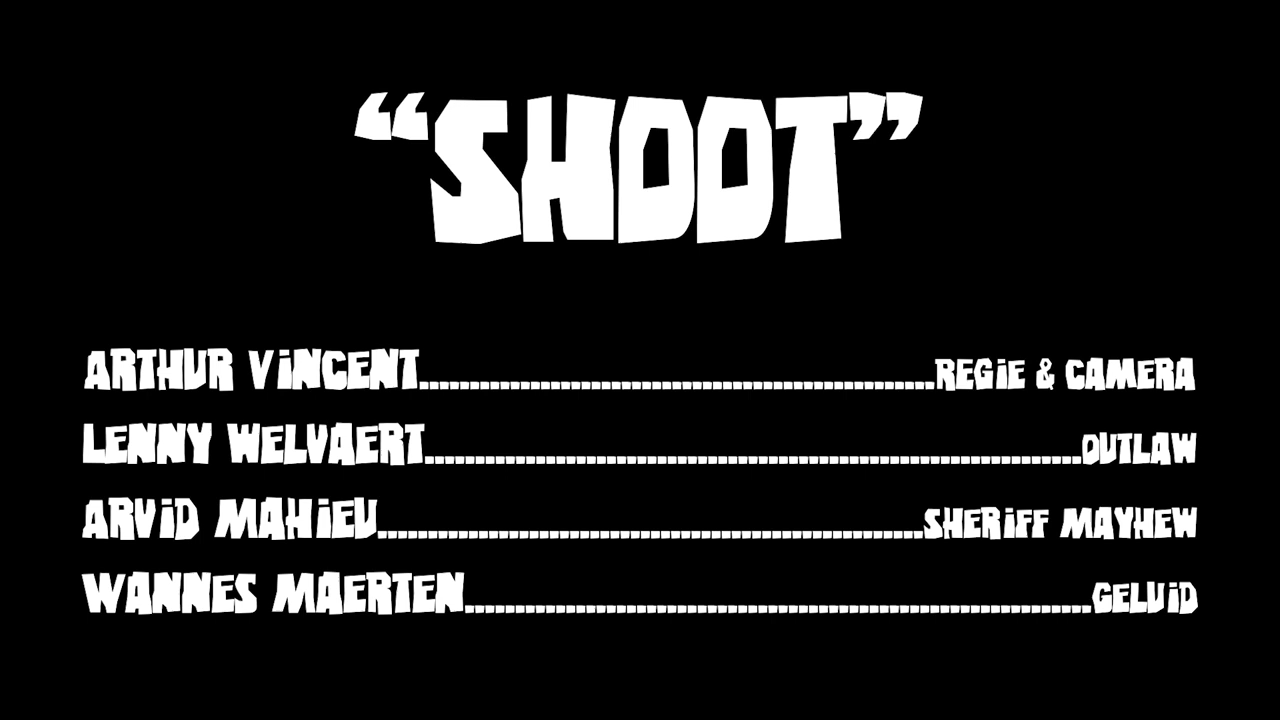 “SHOOT”
ARTHUR ViNCENT..........................................................REGiE & CAMERA
LENNY WELVAERT..........................................................OUTLAW
ARViD MAHiEU..........................................................SHERiFF MAYHEW
WANNES MAERTEN..........................................................GELUiD